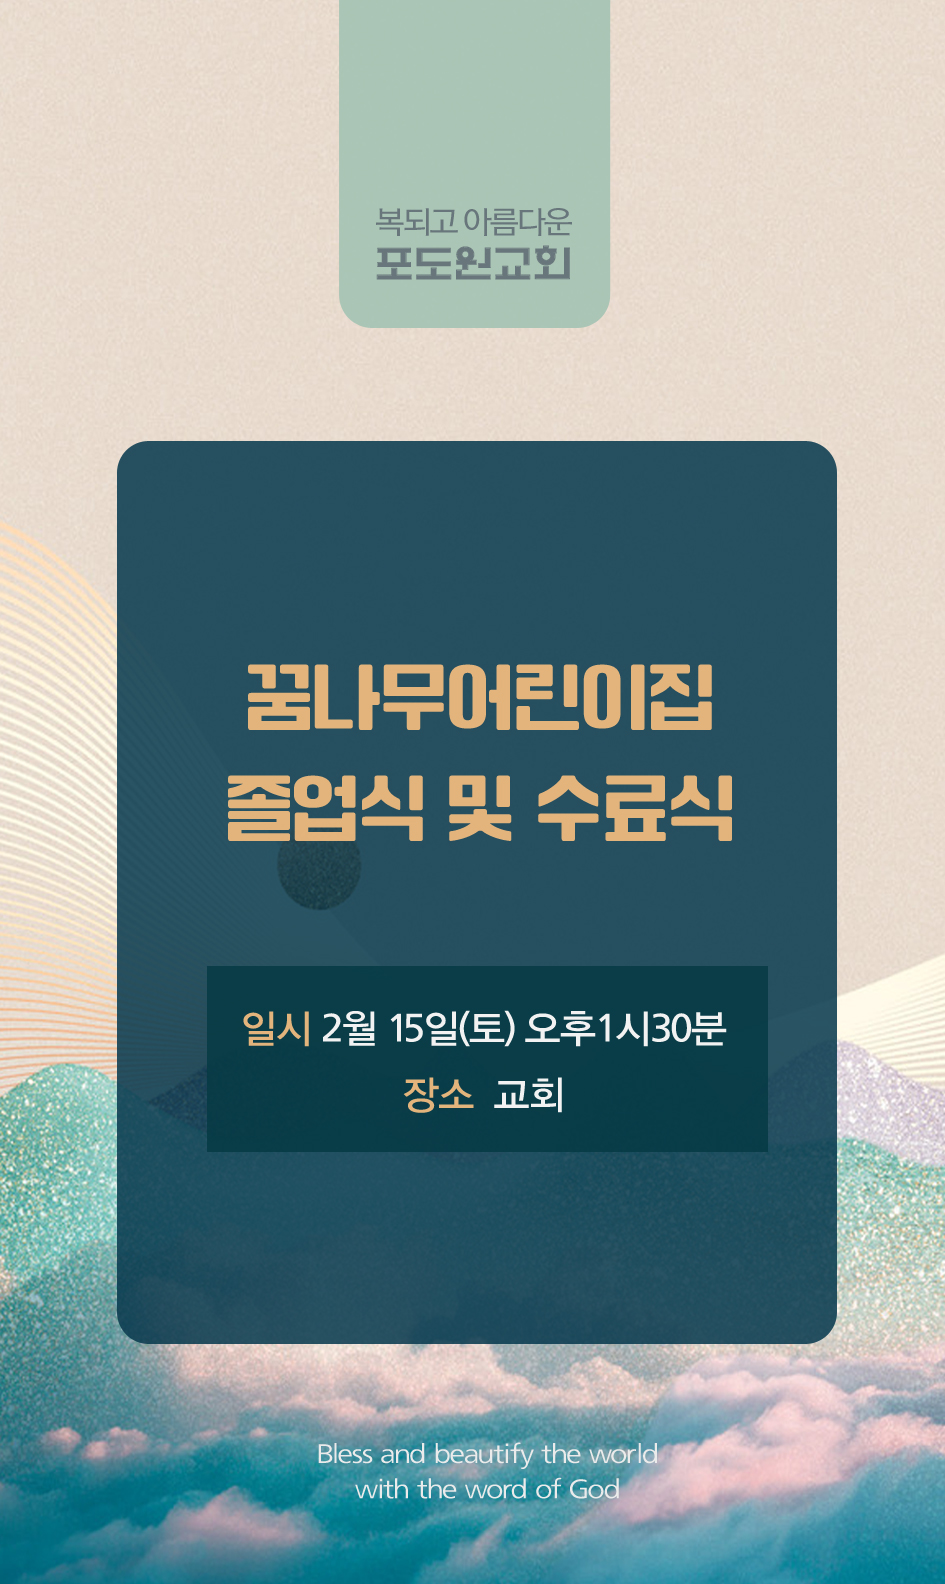 복되고 아름다운
포도원교회
꿈나무어린이집
졸업식 및 수료식
일시 2월 15일(토) 오후1시30분
장소 교회
Bless and beautify the world
with the word of God